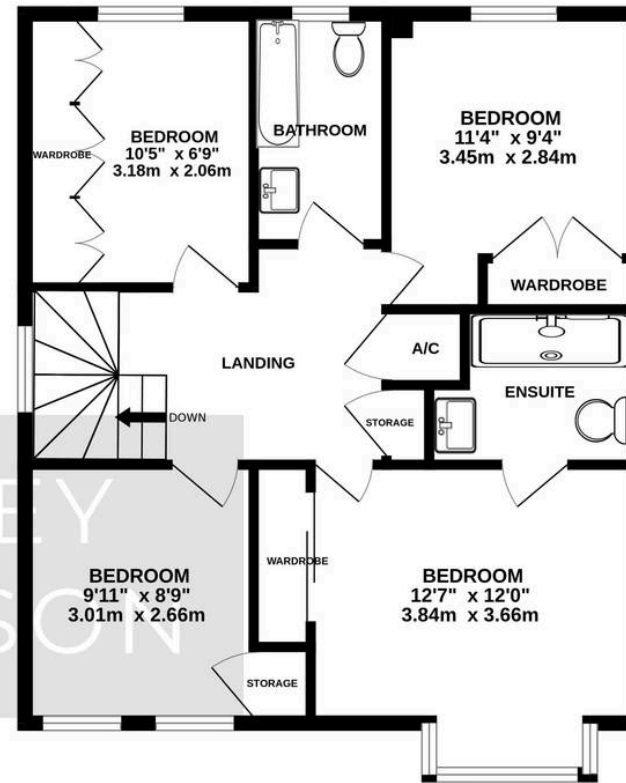 BEDROOM
10'5" x 6'9"
3.18m x 2.06m
WARDROBE
BATHROOM
BEDROOM
11'4" x 9'4"
3.45m x 2.84m
WARDROBE
LANDING
A/C
ENSUITE
STORAGE
DOWN
EY
SON
BEDROOM
9'11" x 8'9"
3.01m x 2.66m
WARDROBE
BEDROOM
12'7" x 12'0"
3.84m x 3.66m
STORAGE